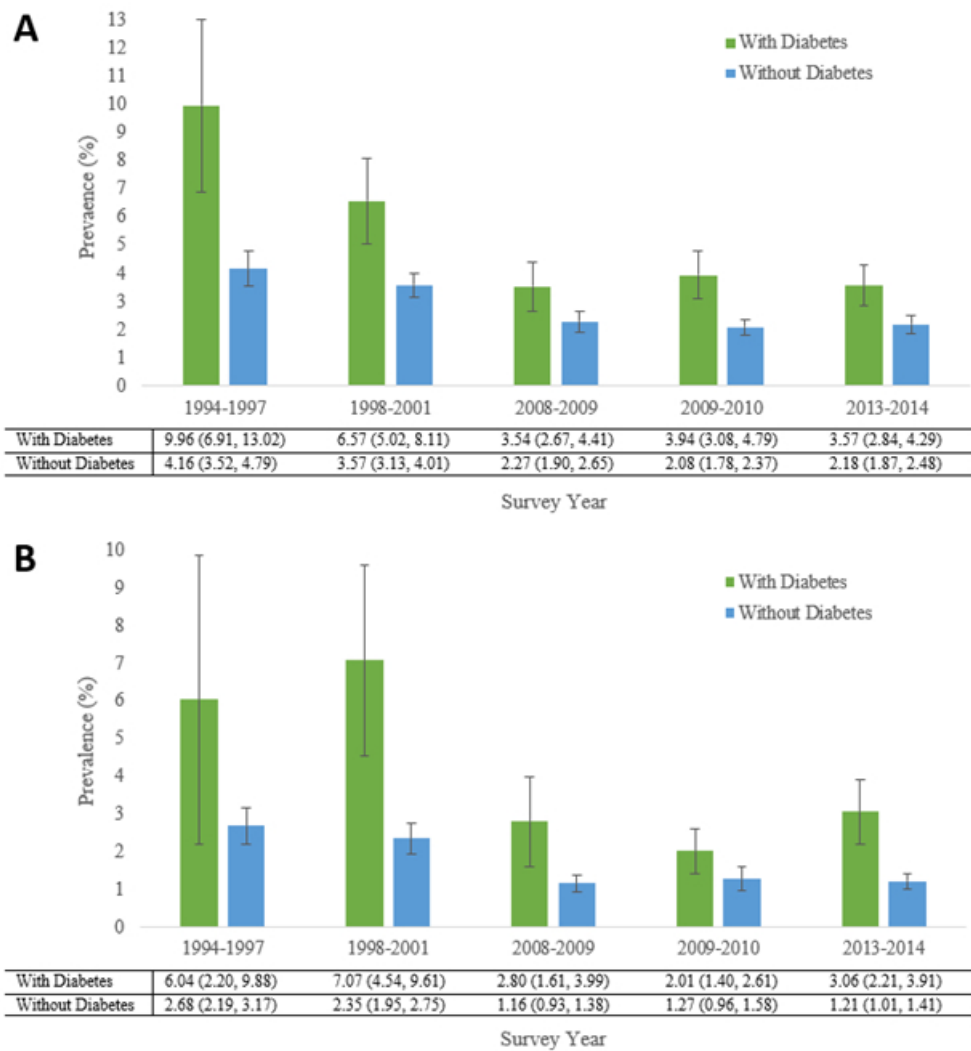 A
With Diabetes
Without Diabetes
Prevaence (%)
13
12
11
10
9
8
7
6
5
4
3
2
1
0
1994-1997 1998-2001 2008-2009 2009-2010 2013-2014
With Diabetes 9.96 (6.91, 13.02) 6.57 (5.02, 8.11) 3.54 (2.67, 4.41) 3.94 (3.08, 4.79) 3.57 (2.84, 4.29)
Without Diabetes 4.16 (3.52, 4.79) 3.57 (3.13, 4.01) 2.27 (1.90, 2.65) 2.08 (1.78, 2.37) 2.18 (1.87, 2.48)
Survey Year
B
With Diabetes
Without Diabetes
Prevalence (%)
10
9
8
7
6
5
4
3
2
1
0
1994-1997 1998-2001 2008-2009 2009-2010 2013-2014
With Diabetes 6.04 (2.20, 9.88) 7.07 (4.54, 9.61) 2.80 (1.61, 3.99) 2.01 (1.40, 2.61) 3.06 (2.21, 3.91)
Without Diabetes 2.68 (2.19, 3.17) 2.35 (1.95, 2.75) 1.16 (0.93, 1.38) 1.27 (0.96, 1.58) 1.21 (1.01, 1.41)
Survey Year